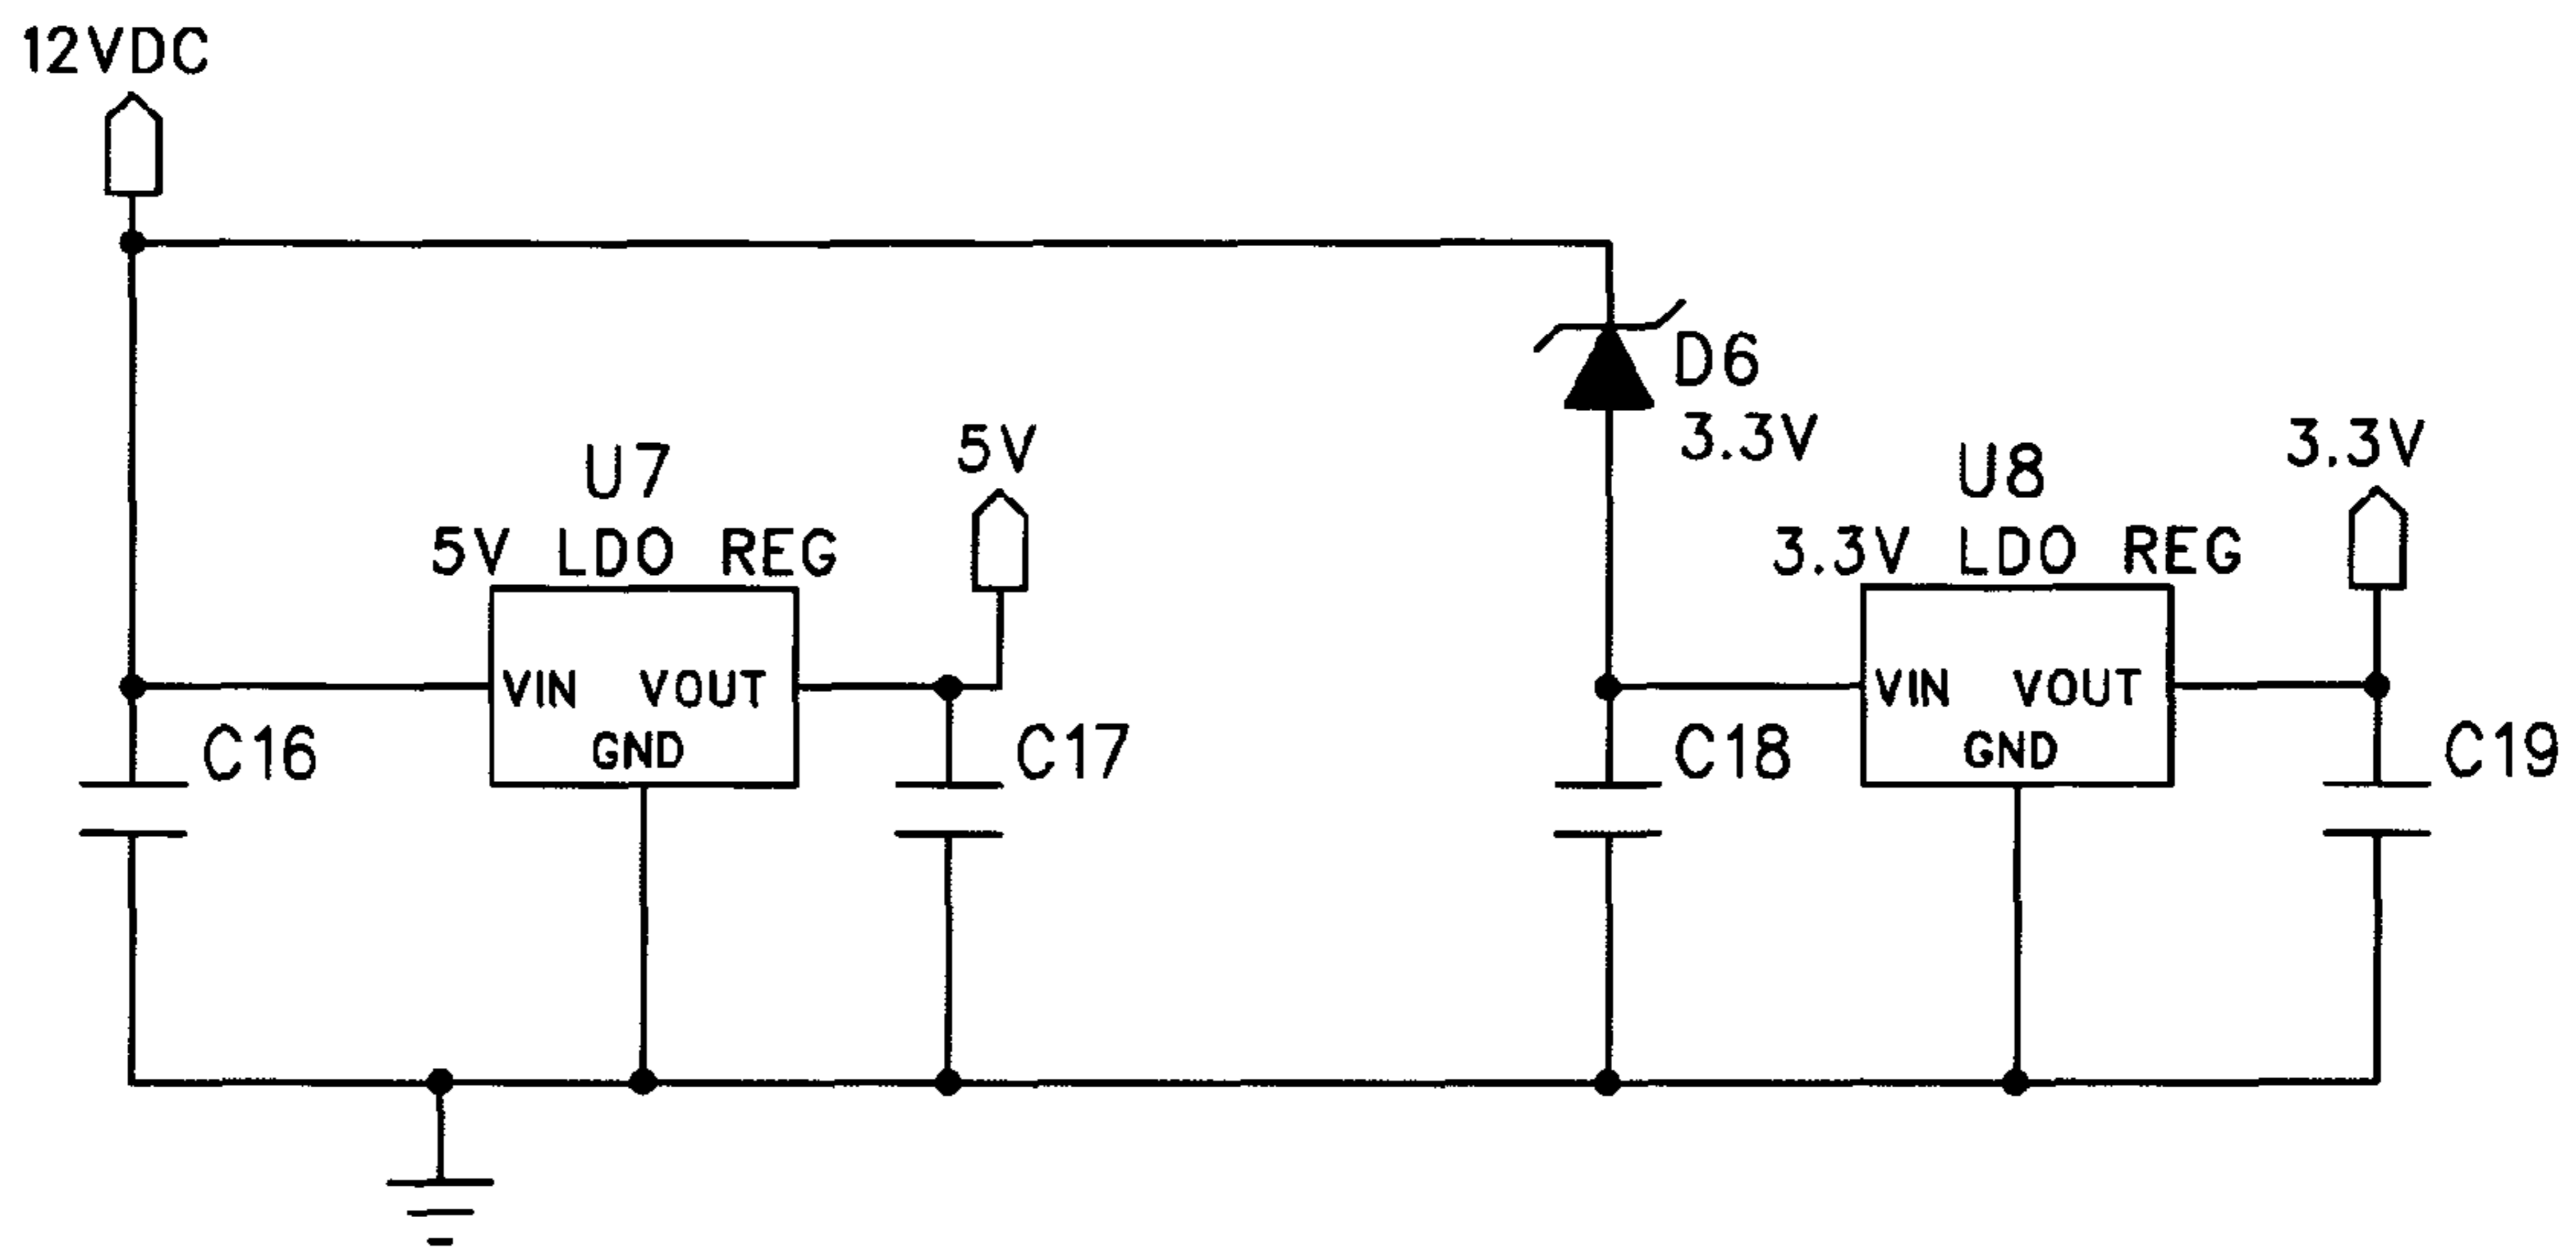 12VDC
D6
3.3V
U7
5V LDO REG
5V
U8
3.3V LDO REG
3.3V
VIN VOUT
GND
VIN VOUT
GND
C16
C17
C18
C19